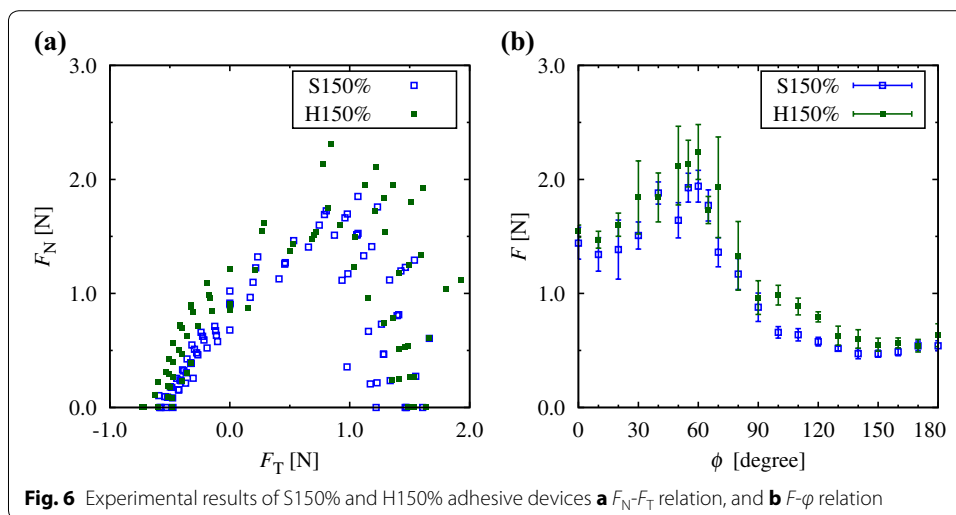 (a)
3.0
2.0
1.0
0.0
F_N [N]
S150%
H150%
-1.0
0.0
1.0
2.0
F_T [N]
(b)
3.0
2.0
1.0
0.0
F [N]
S150%
H150%
0
30
60
90
120
150
180
ϕ [degree]
Fig. 6 Experimental results of S150% and H150% adhesive devices a F_N-F_T relation, and b F-φ relation